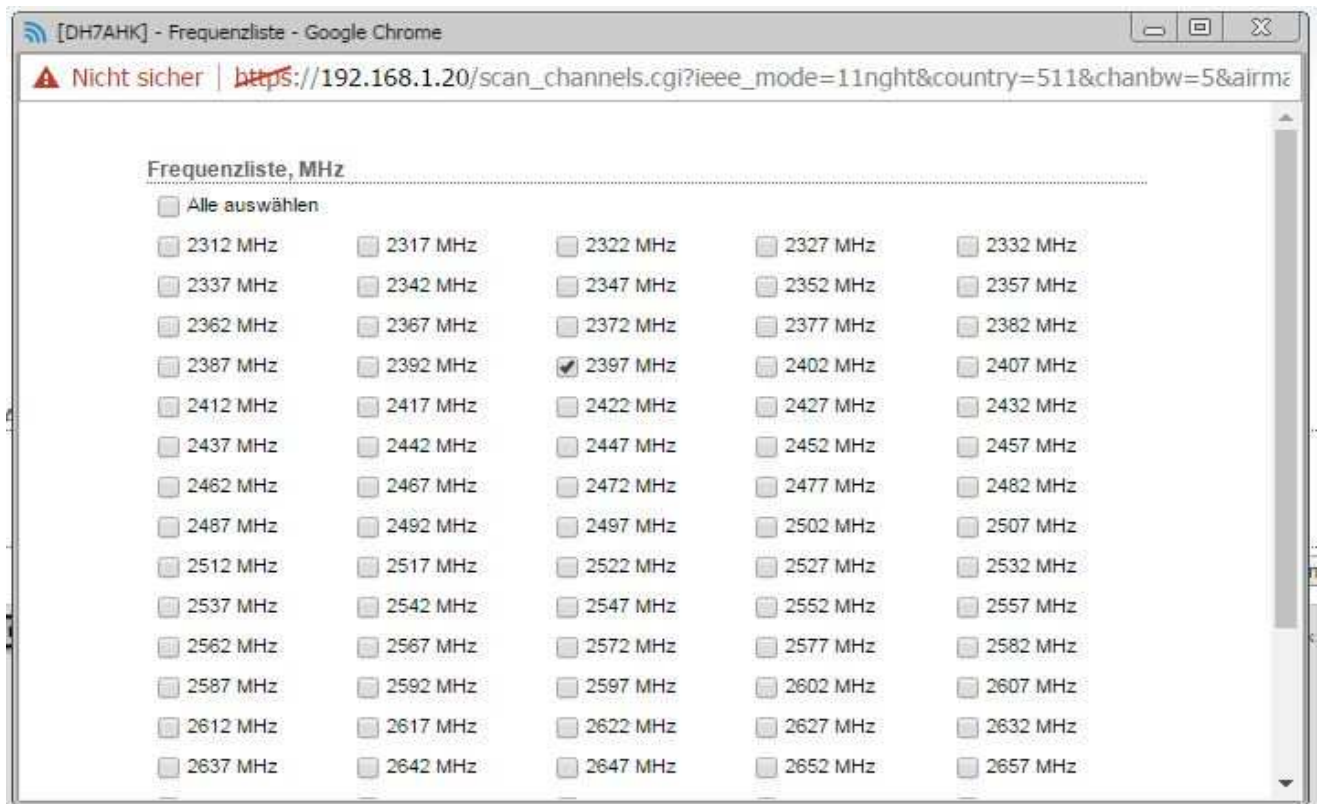 [DH7AHK] - Frequenzliste - Google Chrome
Nicht sicher | https://192.168.1.20/scan_channels.cgi?ieee_mode=11nght&country=511&chanbw=5&airma
Frequenzliste, MHz
Alle auswählen
2312 MHz 2317 MHz 2322 MHz 2327 MHz 2332 MHz
2337 MHz 2342 MHz 2347 MHz 2352 MHz 2357 MHz
2362 MHz 2367 MHz 2372 MHz 2377 MHz 2382 MHz
2387 MHz 2392 MHz 2397 MHz 2402 MHz 2407 MHz
2412 MHz 2417 MHz 2422 MHz 2427 MHz 2432 MHz
2437 MHz 2442 MHz 2447 MHz 2452 MHz 2457 MHz
2462 MHz 2467 MHz 2472 MHz 2477 MHz 2482 MHz
2487 MHz 2492 MHz 2497 MHz 2502 MHz 2507 MHz
2512 MHz 2517 MHz 2522 MHz 2527 MHz 2532 MHz
2537 MHz 2542 MHz 2547 MHz 2552 MHz 2557 MHz
2562 MHz 2567 MHz 2572 MHz 2577 MHz 2582 MHz
2587 MHz 2592 MHz 2597 MHz 2602 MHz 2607 MHz
2612 MHz 2617 MHz 2622 MHz 2627 MHz 2632 MHz
2637 MHz 2642 MHz 2647 MHz 2652 MHz 2657 MHz